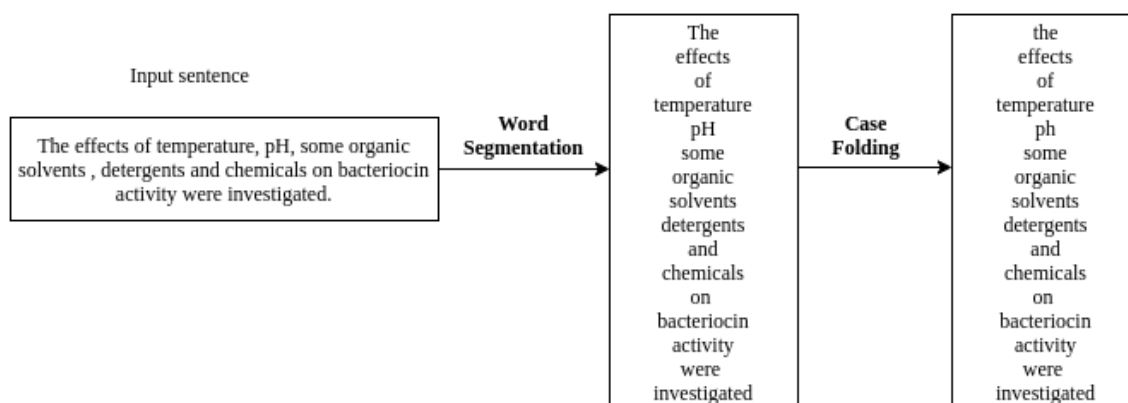 Input sentence
The effects of temperature, pH, some organic
solvents , detergents and chemicals on bacteriocin
activity were investigated.
Word
Segmentation
The
effects
of
temperature
pH
some
organic
solvents
detergents
and
chemicals
on
bacteriocin
activity
were
investigated
Case
Folding
the
effects
of
temperature
ph
some
organic
solvents
detergents
and
chemicals
on
bacteriocin
activity
were
investigated